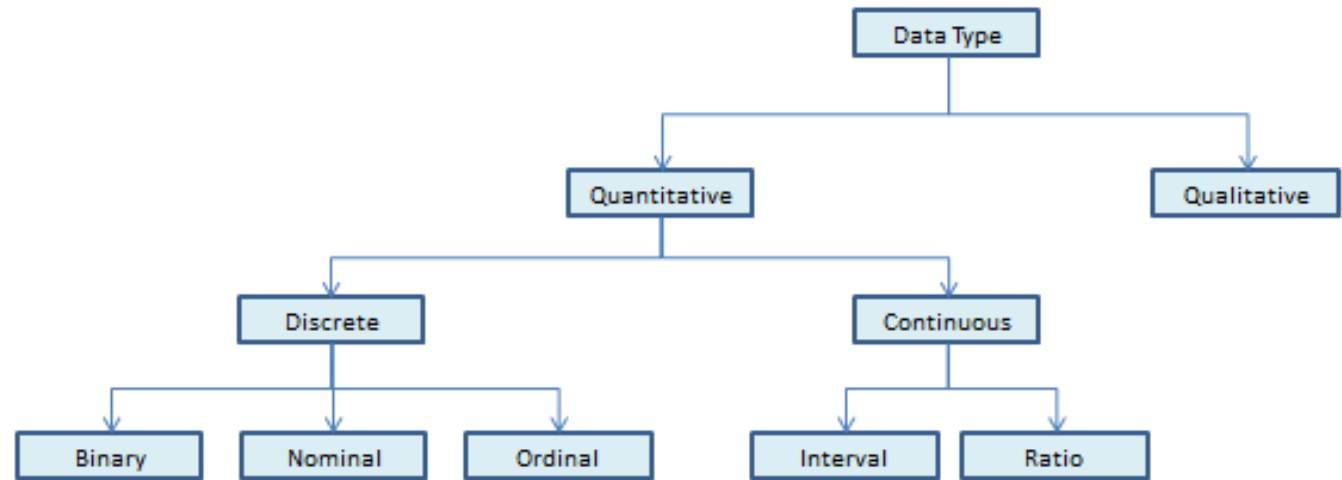 Data Type
Quantitative
Qualitative
Discrete
Continuous
Binary
Nominal
Ordinal
Interval
Ratio